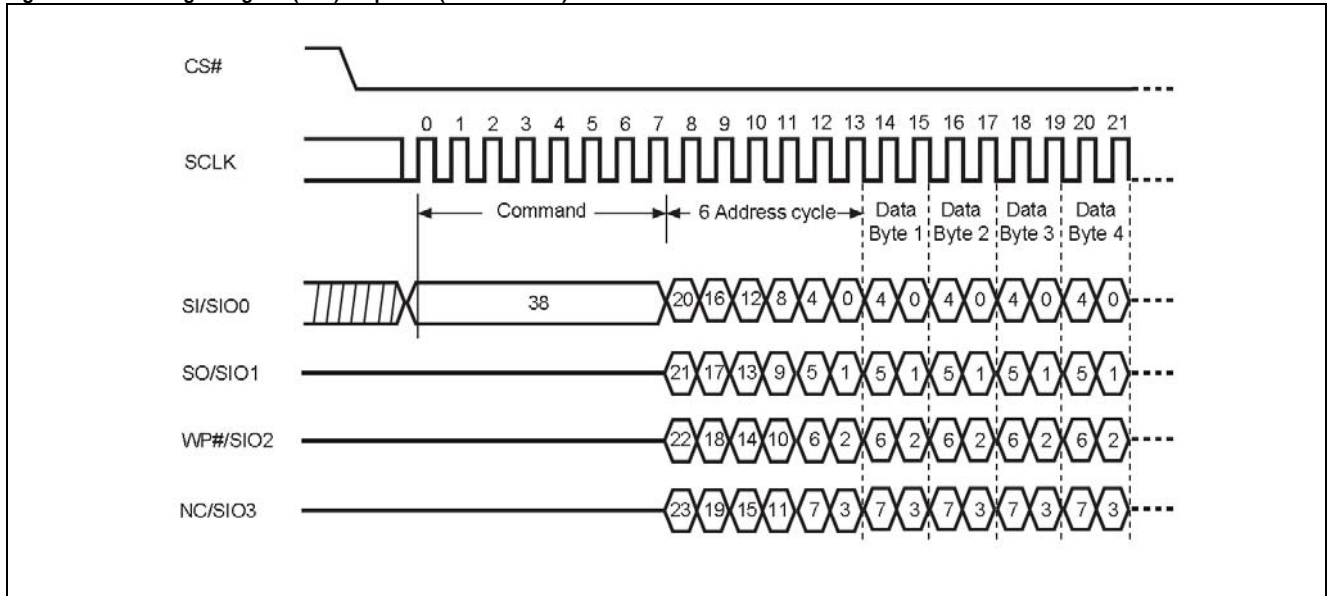 CS#
0 1 2 3 4 5 6 7 8 9 10 11 12 13 14 15 16 17 18 19 20 21
SCLK
Command 6 Address cycle Data Data Data Data
Byte 1 Byte 2 Byte 3 Byte 4
SI/SIO0 38 20 16 12 8 4 0 4 0 4 0 4 0 4 0
SO/SIO1 21 17 13 9 5 1 5 1 5 1 5 1 5 1
WP#/SIO2 22 18 14 10 6 2 6 2 6 2 6 2 6 2
NC/SIO3 23 19 15 11 7 3 7 3 7 3 7 3 7 3